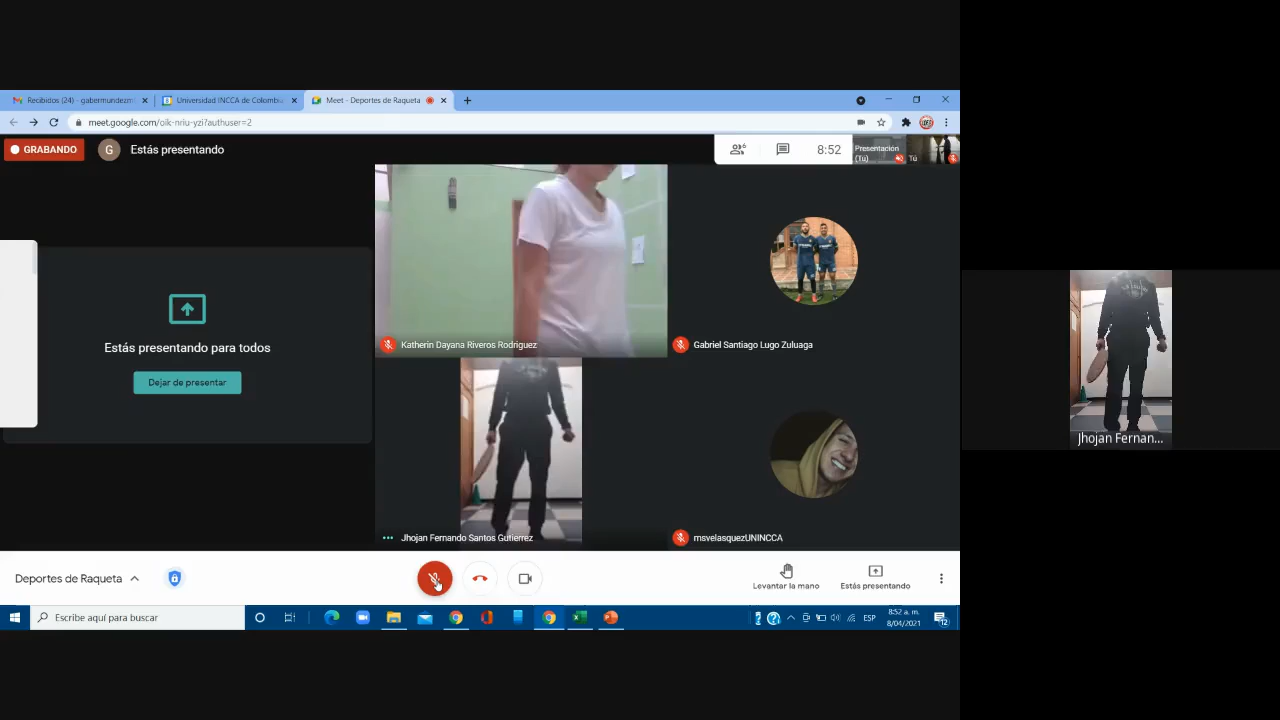 Recibidos (24) - gabermundezm
Universidad INCCA de Colombia
Meet - Deportes de Raqueta
meet.google.com/oik-nriu-yzi?authuser=2
GRABANDO
G
Estás presentando
6
8:52
Presentación
(Tú)
Tú
Estás presentando para todos
Dejar de presentar
Katherin Dayana Riveros Rodriguez
Gabriel Santiago Lugo Zuluaga
Jhojan Fernando Santos Gutierrez
msvelasquezUNINCCA
Jhojan Fernan...
Deportes de Raqueta
Levantar la mano
Estás presentando
Escribe aquí para buscar
ESP
8:52 a. m.
8/04/2021
12